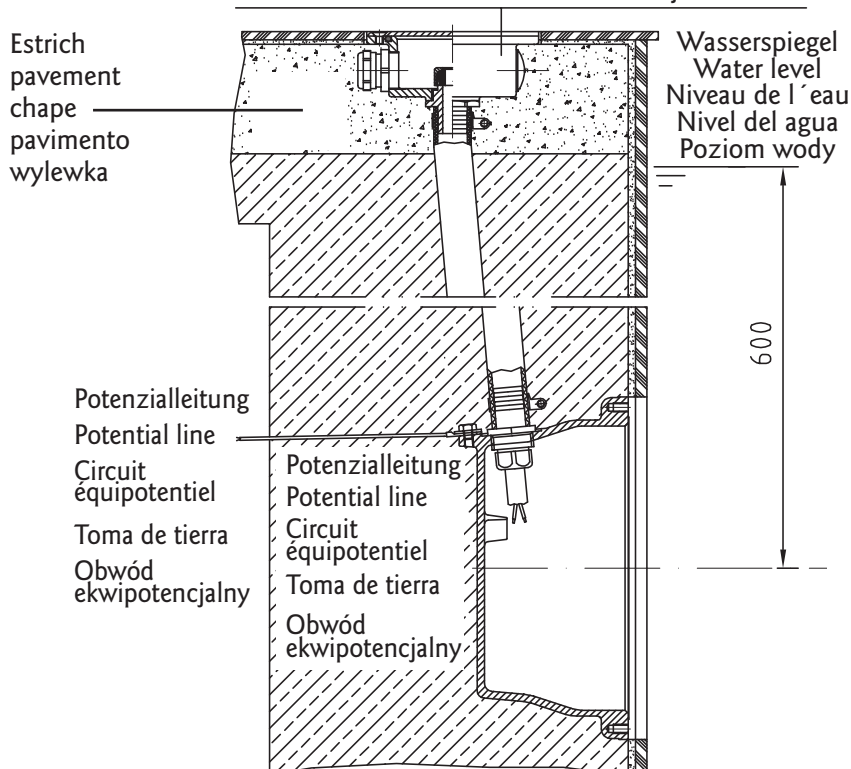 Estrich
pavement
chape
pavimento
wylewka
Wasserspiegel
Water level
Niveau de l´eau
Nivel del agua
Poziom wody
600
Potenzialleitung
Potential line
Circuit
équipotentiel
Toma de tierra
Obwód
ekwipotencjalny
Potenzialleitung
Potential line
Circuit
équipotentiel
Toma de tierra
Obwód
ekwipotencjalny